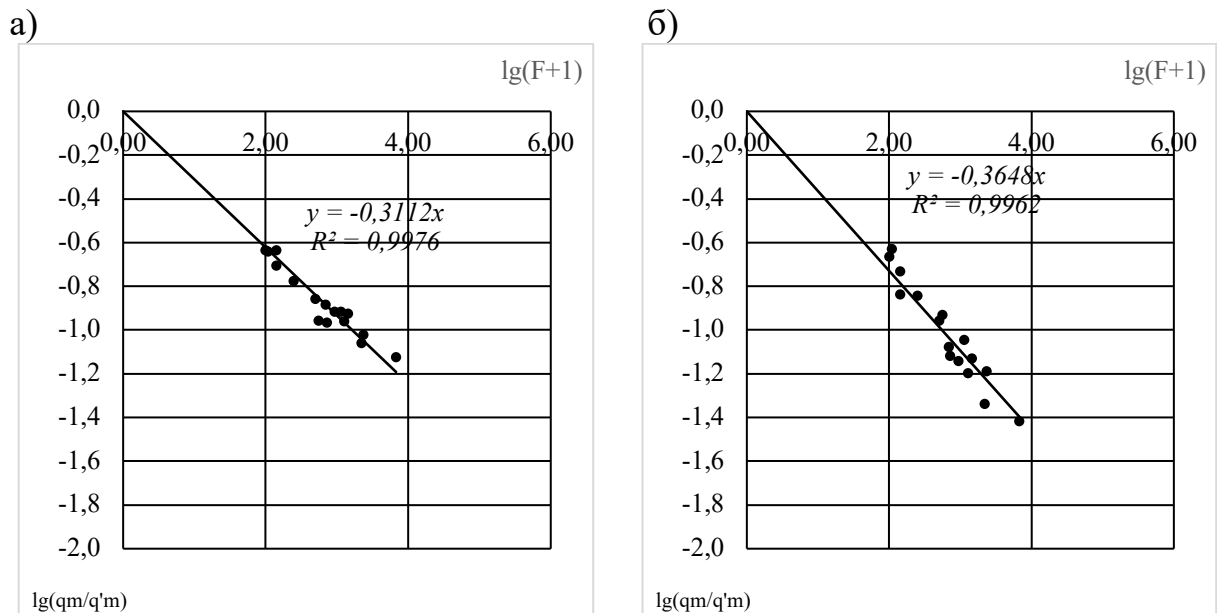 а)
lg(F+1)
0,0
0,00 2,00 4,00 6,00
-0,2
-0,4
y = -0,3112x
-0,6
R² = 0,9976
-0,8
-1,0
-1,2
-1,4
-1,6
-1,8
-2,0
lg(qm/q'm)
б)
lg(F+1)
0,0
0,00 2,00 4,00 6,00
-0,2
y = -0,3648x
-0,4
R² = 0,9962
-0,6
-0,8
-1,0
-1,2
-1,4
-1,6
-1,8
-2,0
lg(qm/q'm)